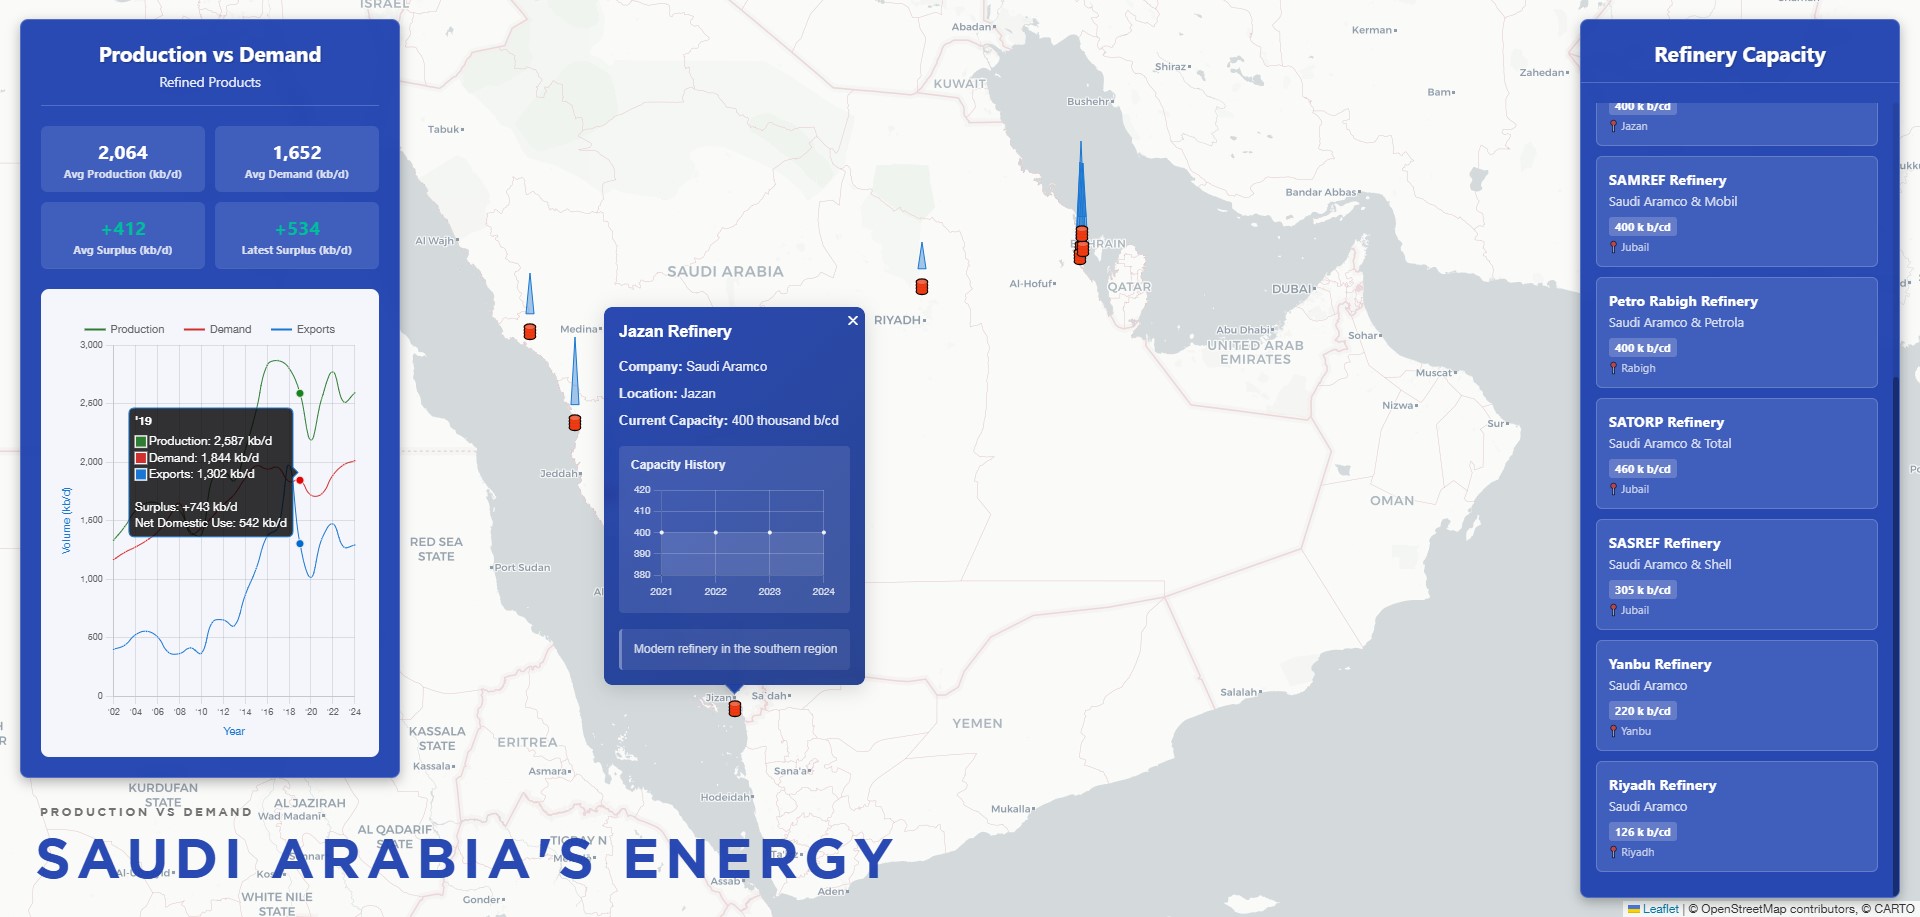 Production vs Demand
Refined Products
2,064
Avg Production (kb/d)
1,652
Avg Demand (kb/d)
+412
Avg Surplus (kb/d)
+534
Latest Surplus (kb/d)
Production
Demand
Exports
3,000
2,600
2,000
1,600
1,000
600
0
Volume (kb/d)
'02 '04 '06 '08 '10 '12 '14 '16 '18 '20 '22 '24
Year
'19
Production: 2,587 kb/d
Demand: 1,844 kb/d
Exports: 1,302 kb/d
Surplus: +743 kb/d
Net Domestic Use: 542 kb/d
PRODUCTION VS DEMAND
SAUDI ARABIA'S ENERGY
Jazan Refinery
×
Company: Saudi Aramco
Location: Jazan
Current Capacity: 400 thousand b/cd
Capacity History
420
410
400
390
380
2021 2022 2023 2024
Modern refinery in the southern region
Refinery Capacity
400 k b/cd
Jazan
SAMREF Refinery
Saudi Aramco & Mobil
400 k b/cd
Jubail
Petro Rabigh Refinery
Saudi Aramco & Petrola
400 k b/cd
Rabigh
SATORP Refinery
Saudi Aramco & Total
460 k b/cd
Jubail
SASREF Refinery
Saudi Aramco & Shell
305 k b/cd
Jubail
Yanbu Refinery
Saudi Aramco
220 k b/cd
Yanbu
Riyadh Refinery
Saudi Aramco
126 k b/cd
Riyadh
ISRAEL
Abadan
Kerman
Shiraz
Zahedan
KUWAIT
Bam
Bushehr
Tabuk
Bandar Abbas
Al Wajh
SAUDI ARABIA
Al-Hofuf
QATAR
DUBAI
Medina
RIYADH
Abu Dhabi
UNITED ARAB
EMIRATES
Sohar
Muscat
Nizwa
Sur
Jeddah
OMAN
RED SEA
STATE
Port Sudan
Jizan
Sa'dah
Salalah
YEMEN
KASSALA
STATE
ERITREA
Kassala
Asmara
Sana'a
Hodeidah
Mukalla
KURDUFAN
STATE
AL JAZIRAH
Wad Madani
AL QADARIF
STATE
WHITE NILE
STATE
Gonder
Assab
Aden
Leaflet | © OpenStreetMap contributors, © CARTO